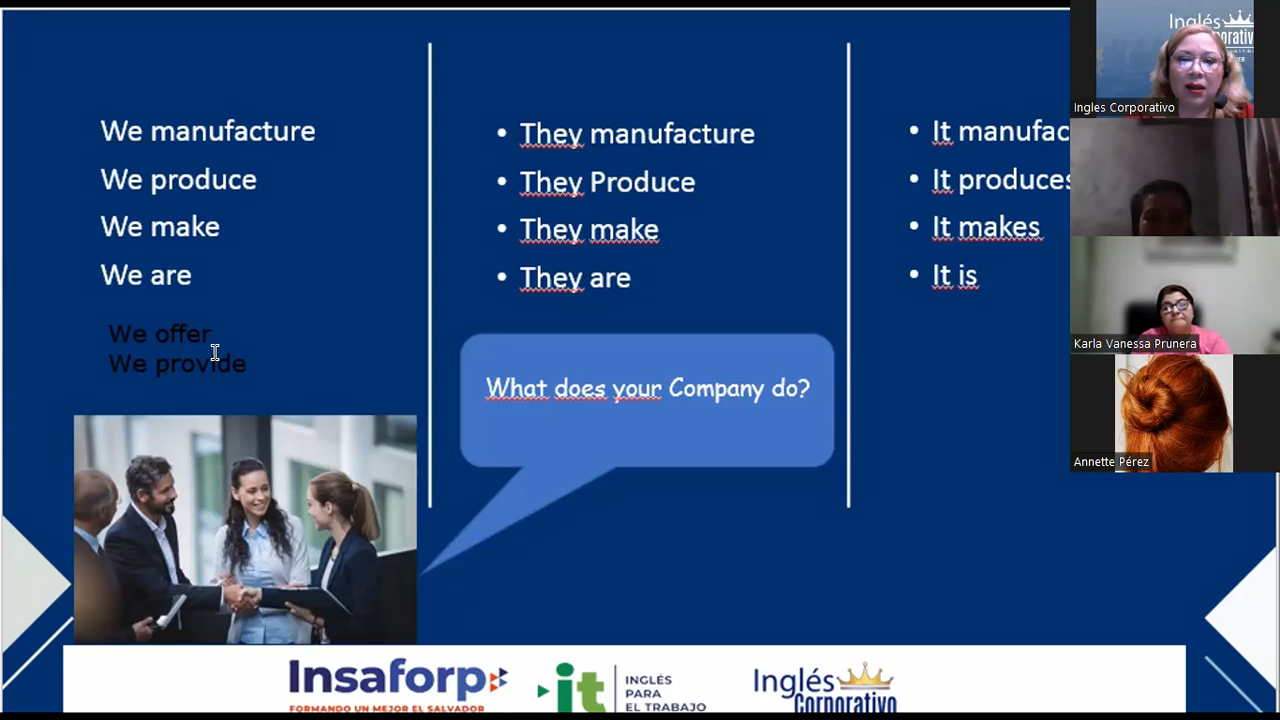 We manufacture
We produce
We make
We are
We offer
We provide
• They manufacture
• They Produce
• They make
• They are
What does your Company do?
• It manufac
• It produces
• It makes
• It is
Insaforp
FORMANDO UN MEJOR EL SALVADOR
it
INGLÉS
PARA
EL TRABAJO
Inglés
Corporativo
Inglés
Ingles Corporativo
Karla Vanessa Prunera
Annette Pérez